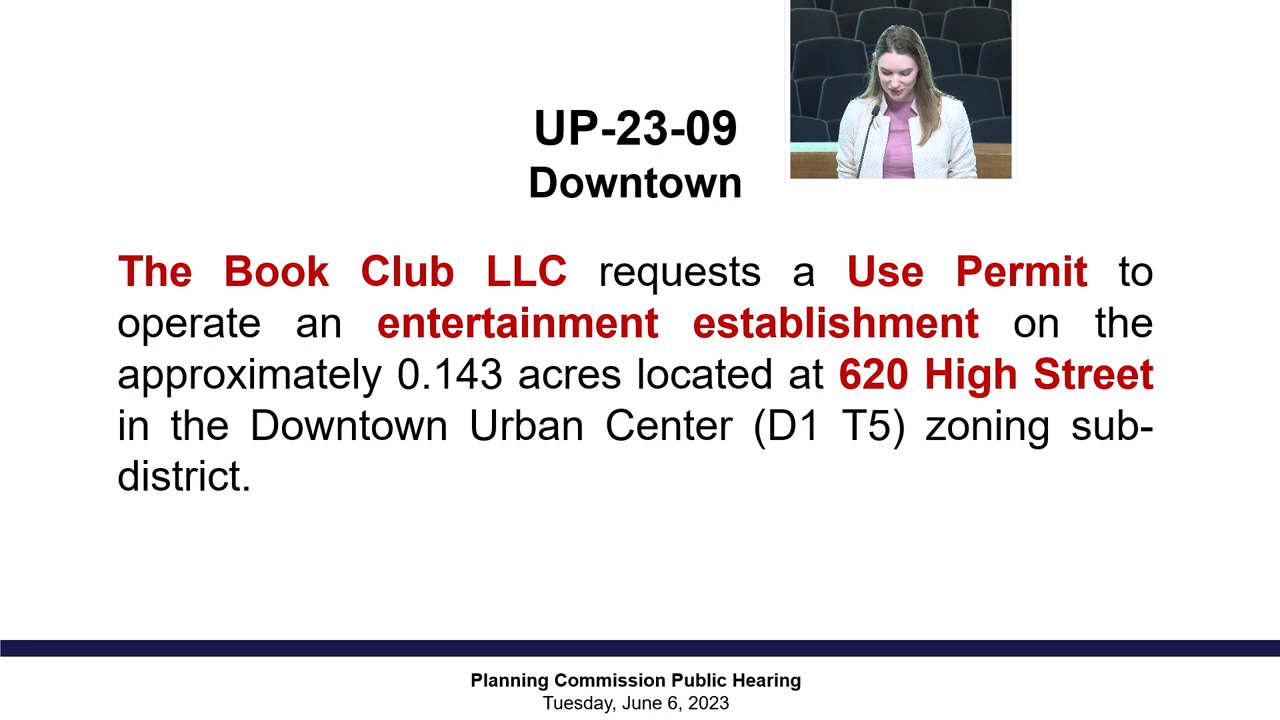 UP-23-09
Downtown
The Book Club LLC requests a Use Permit to
operate an entertainment establishment on the
approximately 0.143 acres located at 620 High Street
in the Downtown Urban Center (D1 T5) zoning sub-
district.
Planning Commission Public Hearing
Tuesday, June 6, 2023